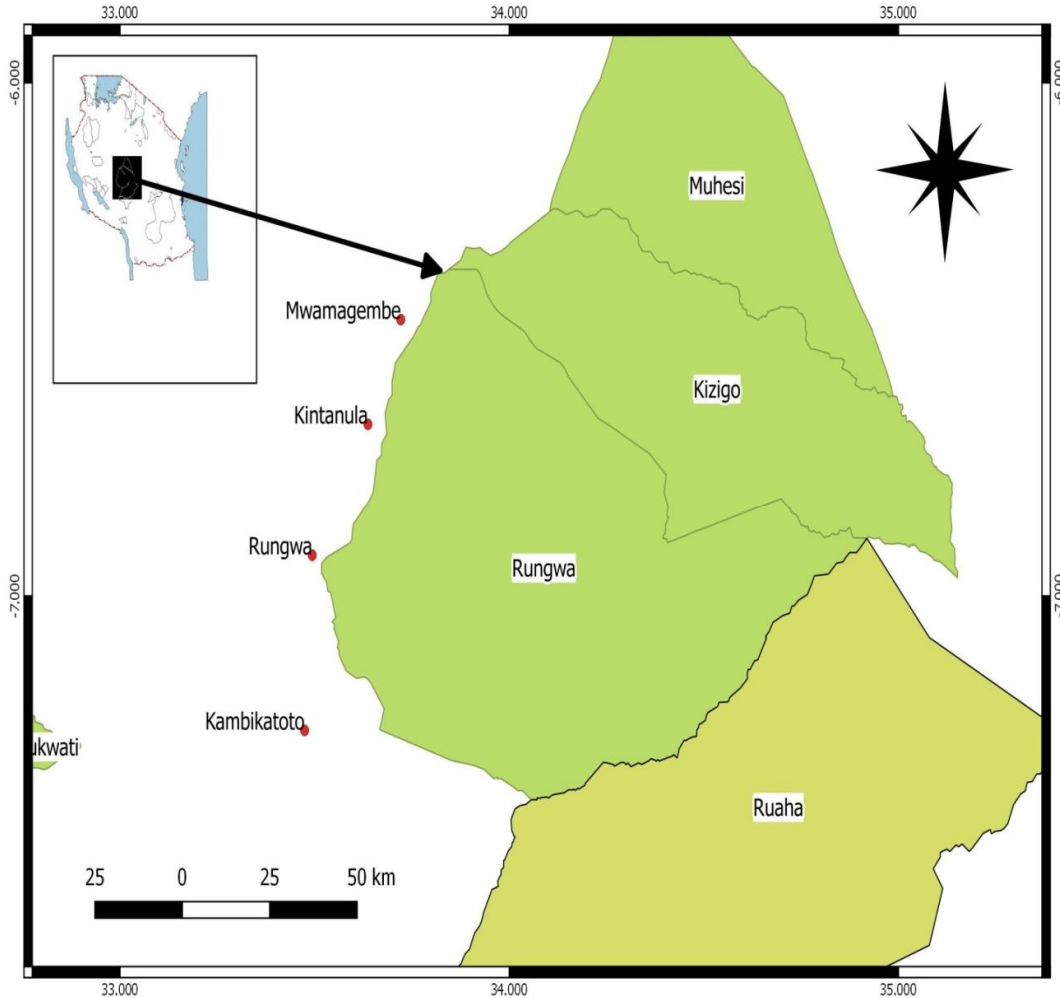 33.000 34.000 35.000
-6.000 -6.000
Muhesi
Mwamagembe
Kizigo
Kintanula
Rungwa
Rungwa
-7.000 -7.000
Kambikatoto
ukwati
Ruaha
25 0 25 50 km
33.000 34.000 35.000